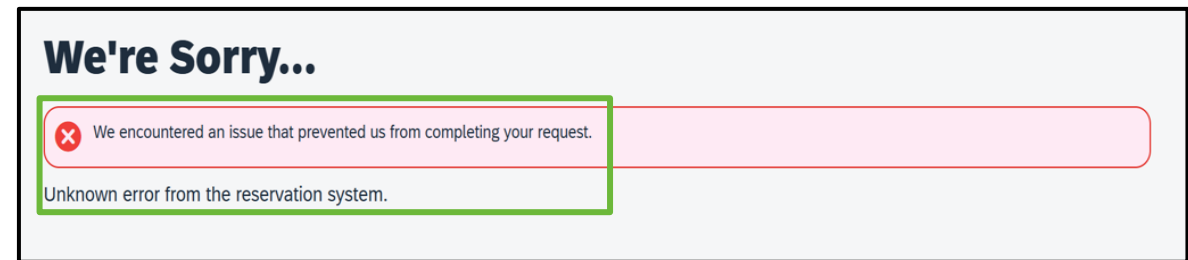 We're Sorry...
We encountered an issue that prevented us from completing your request.
Unknown error from the reservation system.